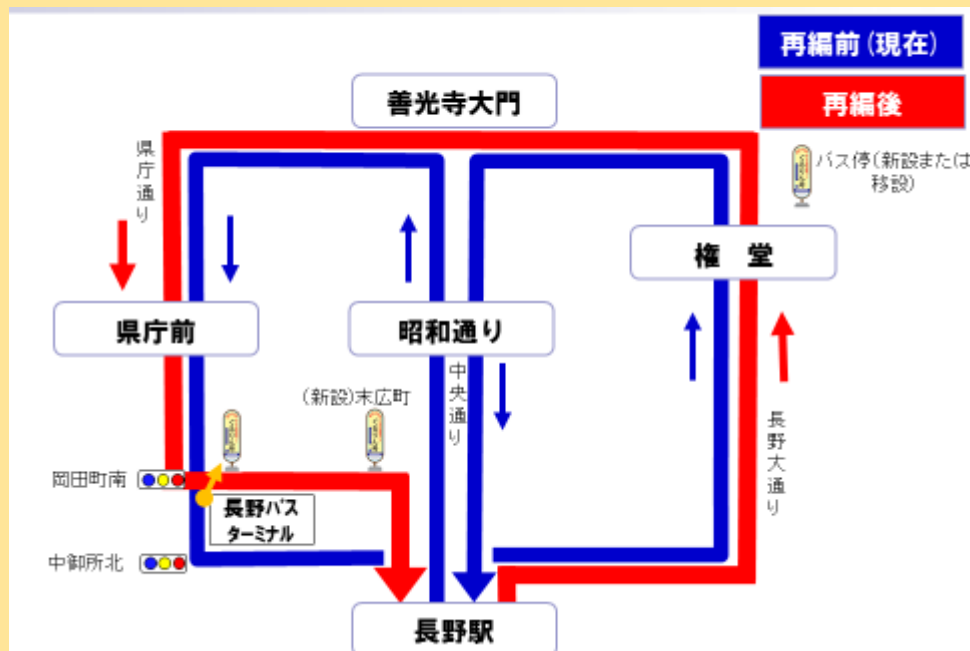 再編前(現在)
再編後
善光寺大門
県庁通り
バス停(新設または
移設)
権 堂
県庁前
昭和通り
中央通り
(新設)末広町
長野大通り
岡田町南
長野バス
ターミナル
中御所北
長野駅